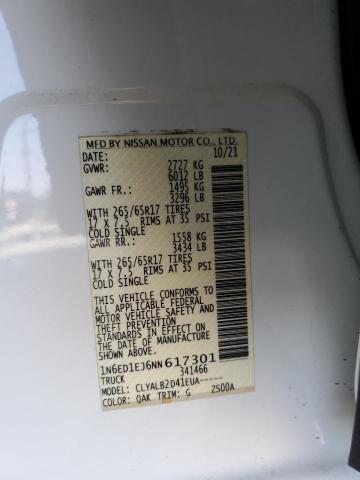 MFD BY NISSAN MOTOR CO., LTD.
DATE: 10/21
GVWR: 2727 KG
6012 LB
GAWR FR.: 1495 KG
3296 LB
WITH 265/65R17 TIRES
17 X 7.5 RIMS AT 35 PSI
COLD SINGLE
GAWR RR.: 1558 KG
3434 LB
WITH 265/65R17 TIRES
17 X 7.5 RIMS AT 35 PSI
COLD SINGLE
THIS VEHICLE CONFORMS TO
ALL APPLICABLE FEDERAL
MOTOR VEHICLE SAFETY AND
THEFT PREVENTION
STANDARDS IN EFFECT ON THE
DATE OF MANUFACTURE SHOWN
ABOVE.
1N6ED1EJ6NN617301
TRUCK 341466
MODEL: CLYALB2D41EUA-----
COLOR: QAK TRIM: G 2SD0A